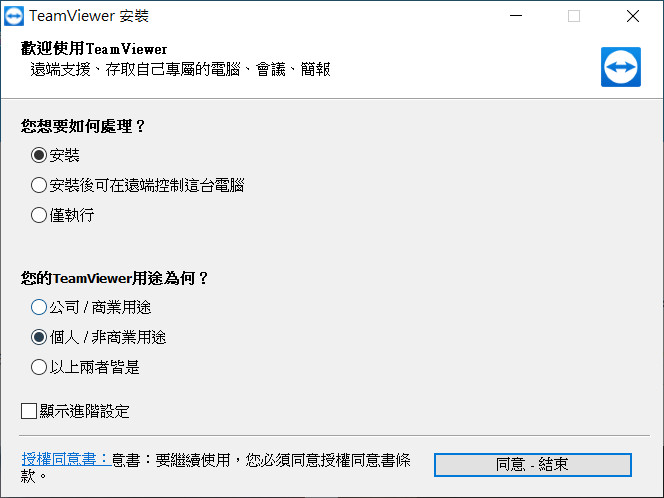 TeamViewer 安裝
歡迎使用TeamViewer
遠端支援、存取自己專屬的電腦、會議、簡報
您想要如何處理？
安裝
安裝後可在遠端控制這台電腦
僅執行
您的TeamViewer用途為何？
公司 / 商業用途
個人 / 非商業用途
以上兩者皆是
顯示進階設定
授權同意書：意書：要繼續使用，您必須同意授權同意書條
款。
同意 - 結束